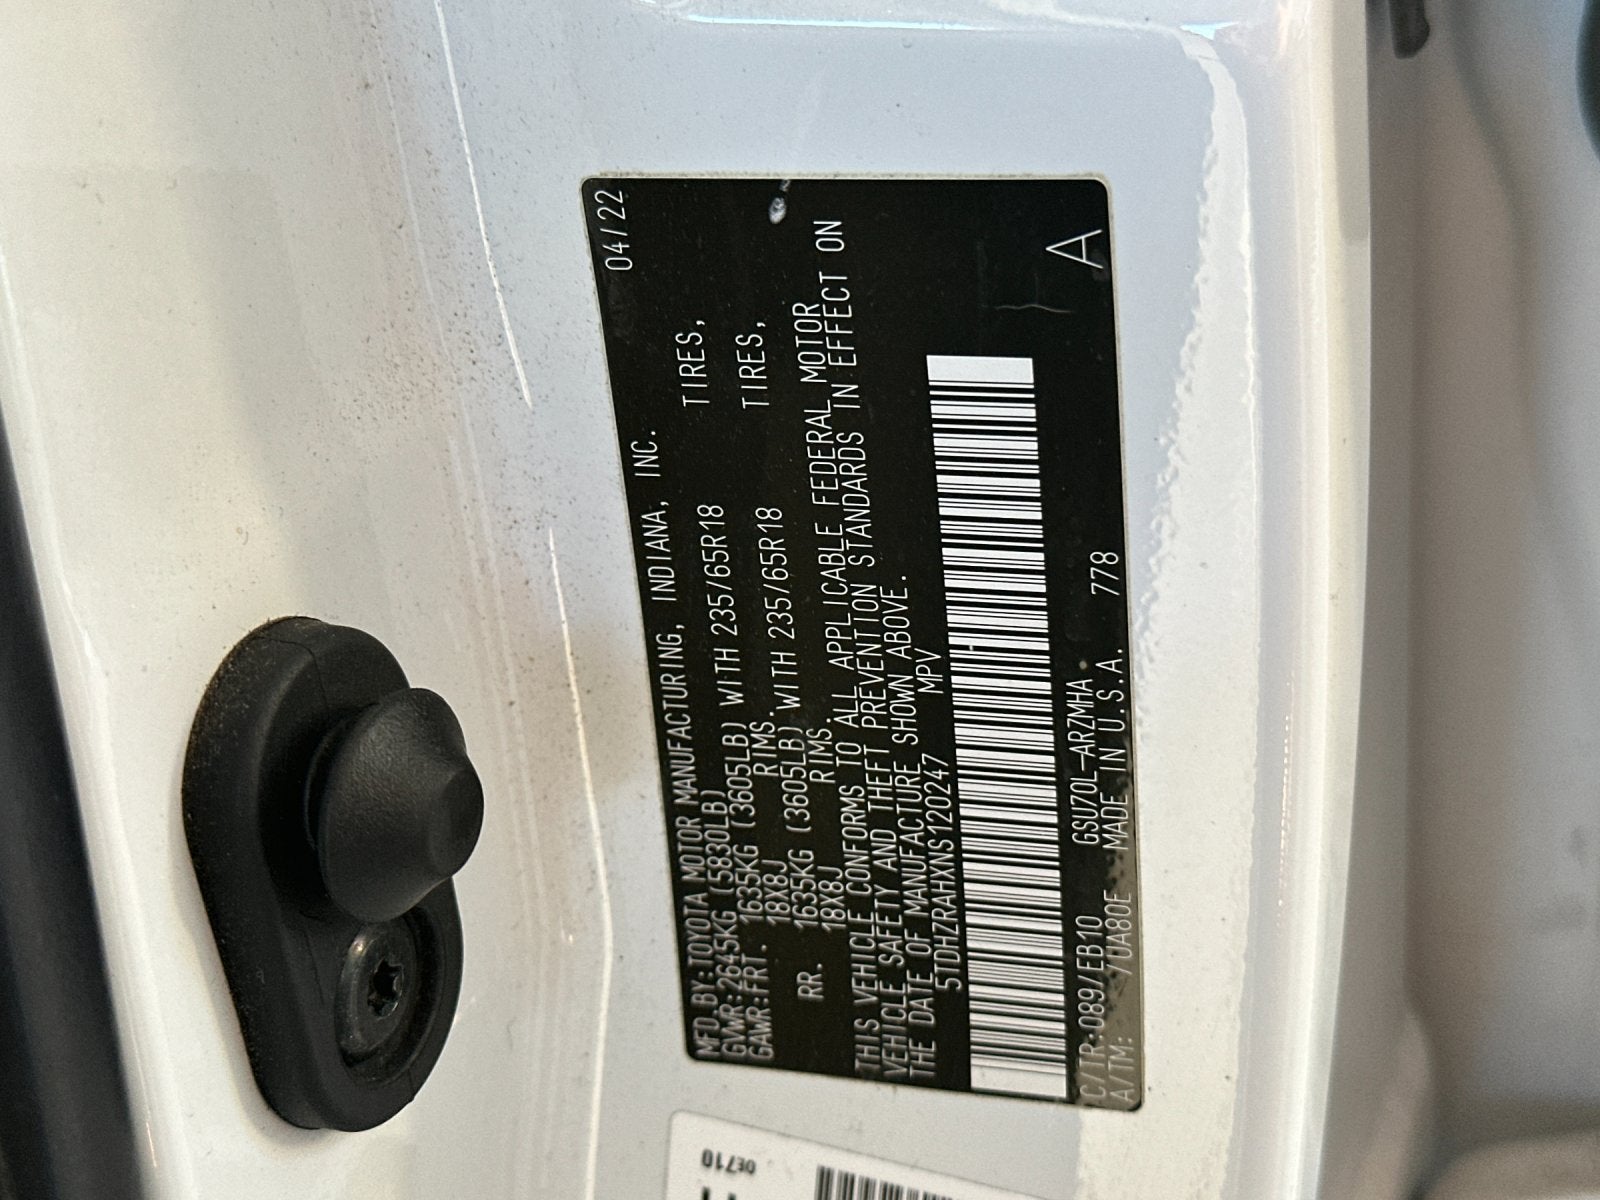 MFD.BY:TOYOTA MOTOR MANUFACTURING, INDIANA, INC. 04/22
GVWR:2645KG (5830LB)
GAWR:FRT. 1635KG (3605LB) WITH 235/65R18 TIRES,
18X8J RIMS.
RR. 1635KG (3605LB) WITH 235/65R18 TIRES,
18X8J RIMS.
THIS VEHICLE CONFORMS TO ALL APPLICABLE FEDERAL MOTOR
VEHICLE SAFETY AND THEFT PREVENTION STANDARDS IN EFFECT ON
THE DATE OF MANUFACTURE SHOWN ABOVE.
5TDHZRAHXNS120247 MPV
C/TR:089/EB10 GSU70L-ARZMHA
A/TM: -/UA80E MADE IN U.S.A. 778 A
0E710